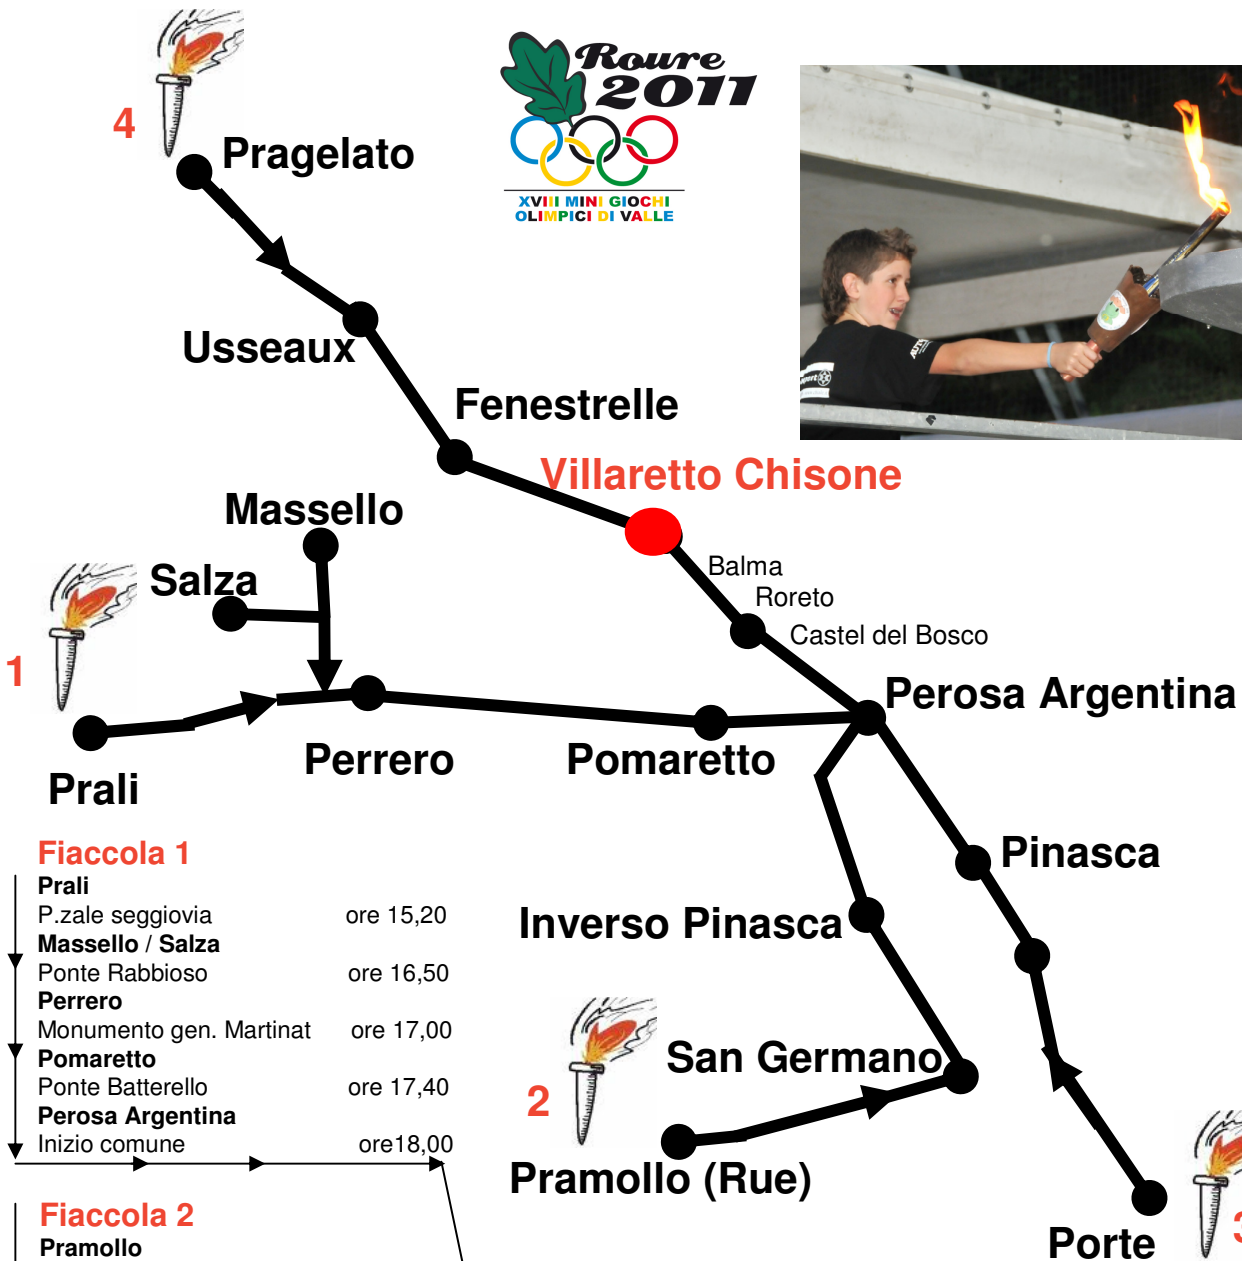 Roure
2011
XVIII MINI GIOCHI
OLIMPICI DI VALLE
4
Pragelato
Usseaux
Fenestrelle
Villaretto Chisone
Massello
Salza
Balma
Roreto
Castel del Bosco
1
Perosa Argentina
Perrero
Pomaretto
Prali
Pinasca
Inverso Pinasca
San Germano
2
Pramollo (Rue)
Porte
Fiaccola 1
Prali
P.zale seggiovia ore 15,20
Massello / Salza
Ponte Rabbioso ore 16,50
Perrero
Monumento gen. Martinat ore 17,00
Pomaretto
Ponte Batterello ore 17,40
Perosa Argentina
Inizio comune ore18,00
Fiaccola 2
Pramollo